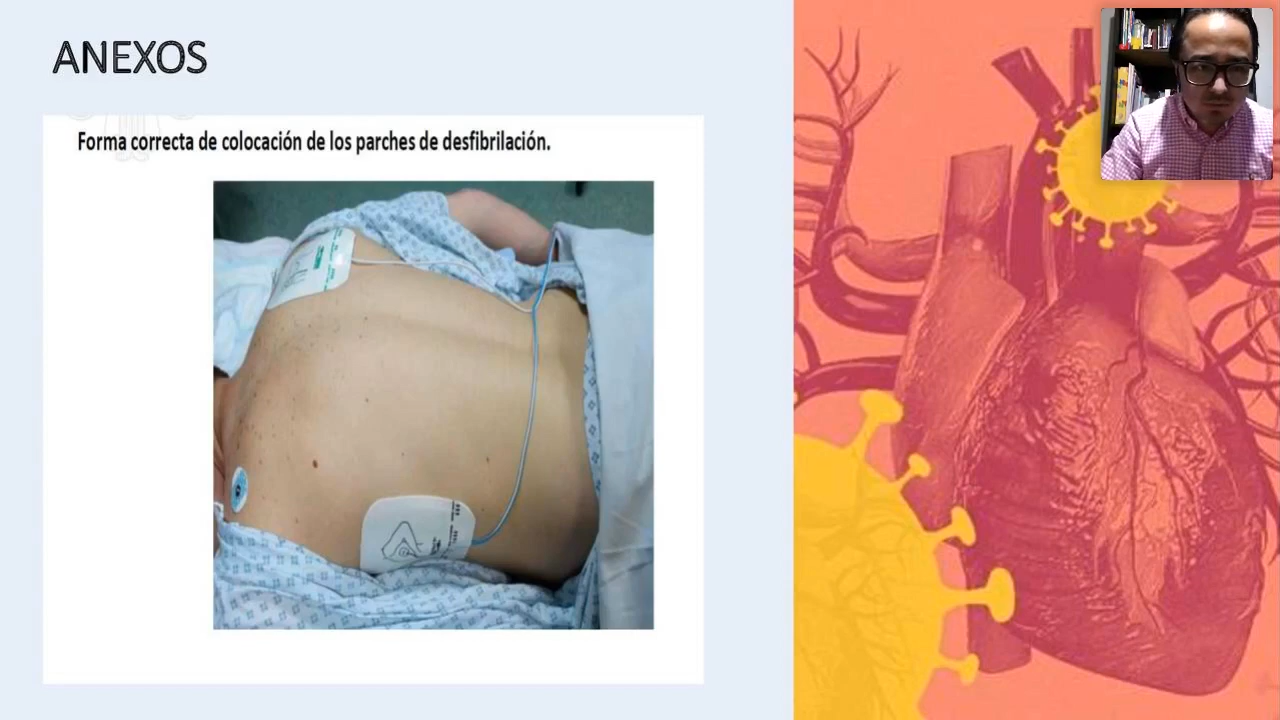 ANEXOS
Forma correcta de colocación de los parches de desfibrilación.